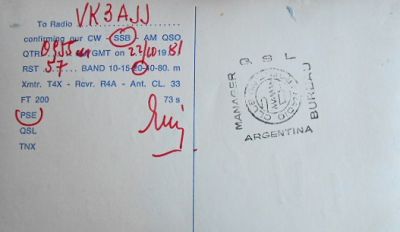 To Radio VK3AJJ
confirming our CW - SSB - AM QSO
QTR 0955 GMT on 22/10 1981
RST 57 BAND 10-15-20-40-80. m
Xmtr. T4X - Rcvr. R4A - Ant. CL. 33
FT 200 73 s
PSE
QSL
TNX
QSL
MANAGER
BUREAU
ARGENTINA